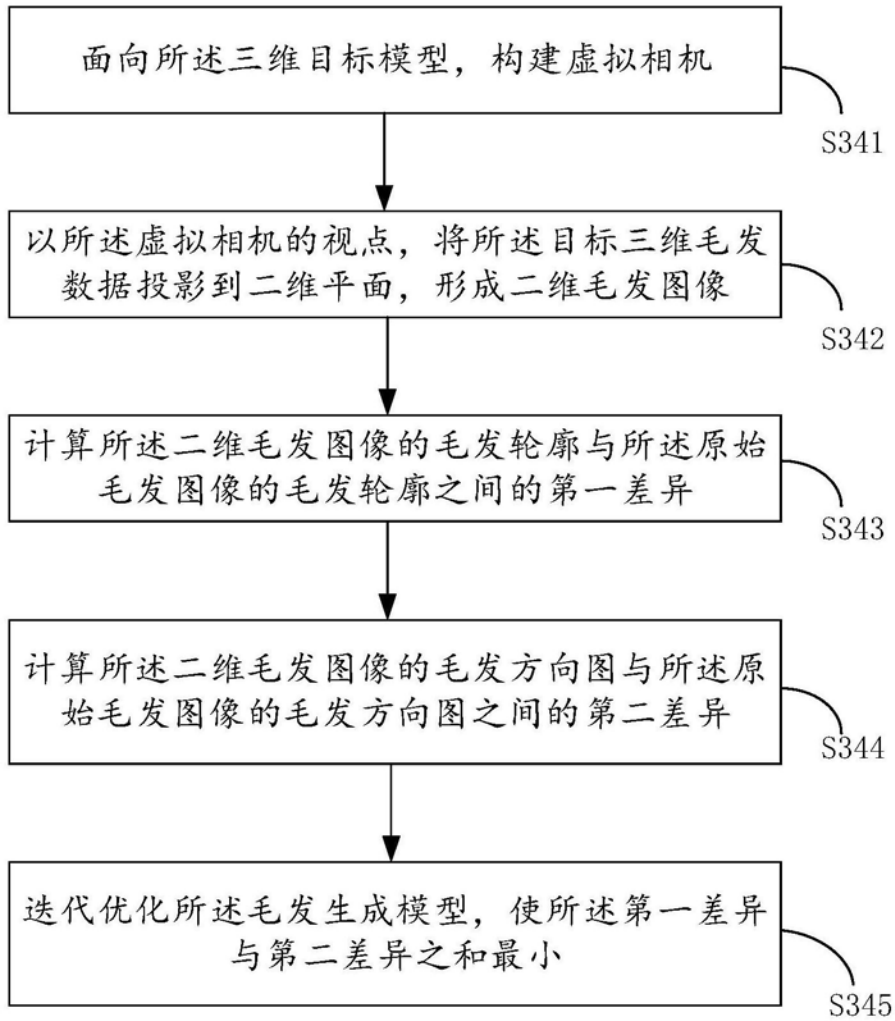 面向所述三维目标模型，构建虚拟相机
S341
以所述虚拟相机的视点，将所述目标三维毛发
数据投影到二维平面，形成二维毛发图像
S342
计算所述二维毛发图像的毛发轮廓与所述原始
毛发图像的毛发轮廓之间的第一差异
S343
计算所述二维毛发图像的毛发方向图与所述原
始毛发图像的毛发方向图之间的第二差异
S344
迭代优化所述毛发生成模型，使所述第一差异
与第二差异之和最小
S345